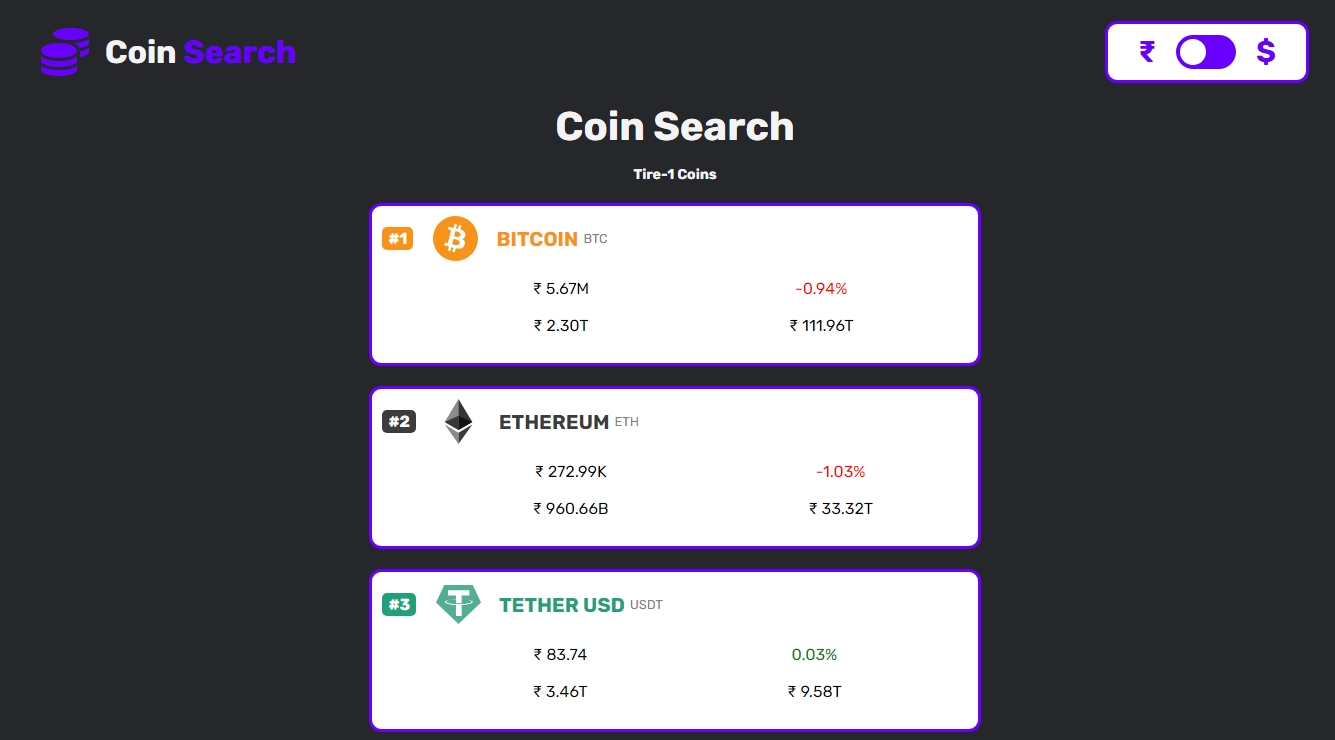 Coin Search
₹ $
Coin Search
Tire-1 Coins
#1 BITCOIN BTC
₹ 5.67M -0.94%
₹ 2.30T ₹ 111.96T
#2 ETHEREUM ETH
₹ 272.99K -1.03%
₹ 960.66B ₹ 33.32T
#3 TETHER USD USDT
₹ 83.74 0.03%
₹ 3.46T ₹ 9.58T